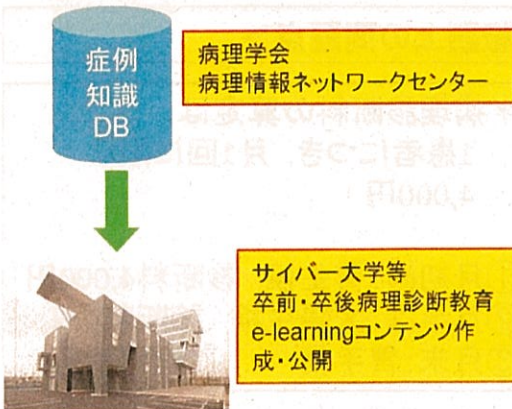 症例
知識
DB
病理学会
病理情報ネットワークセンター
サイバー大学等
卒前・卒後病理診断教育
e-learningコンテンツ作
成・公開